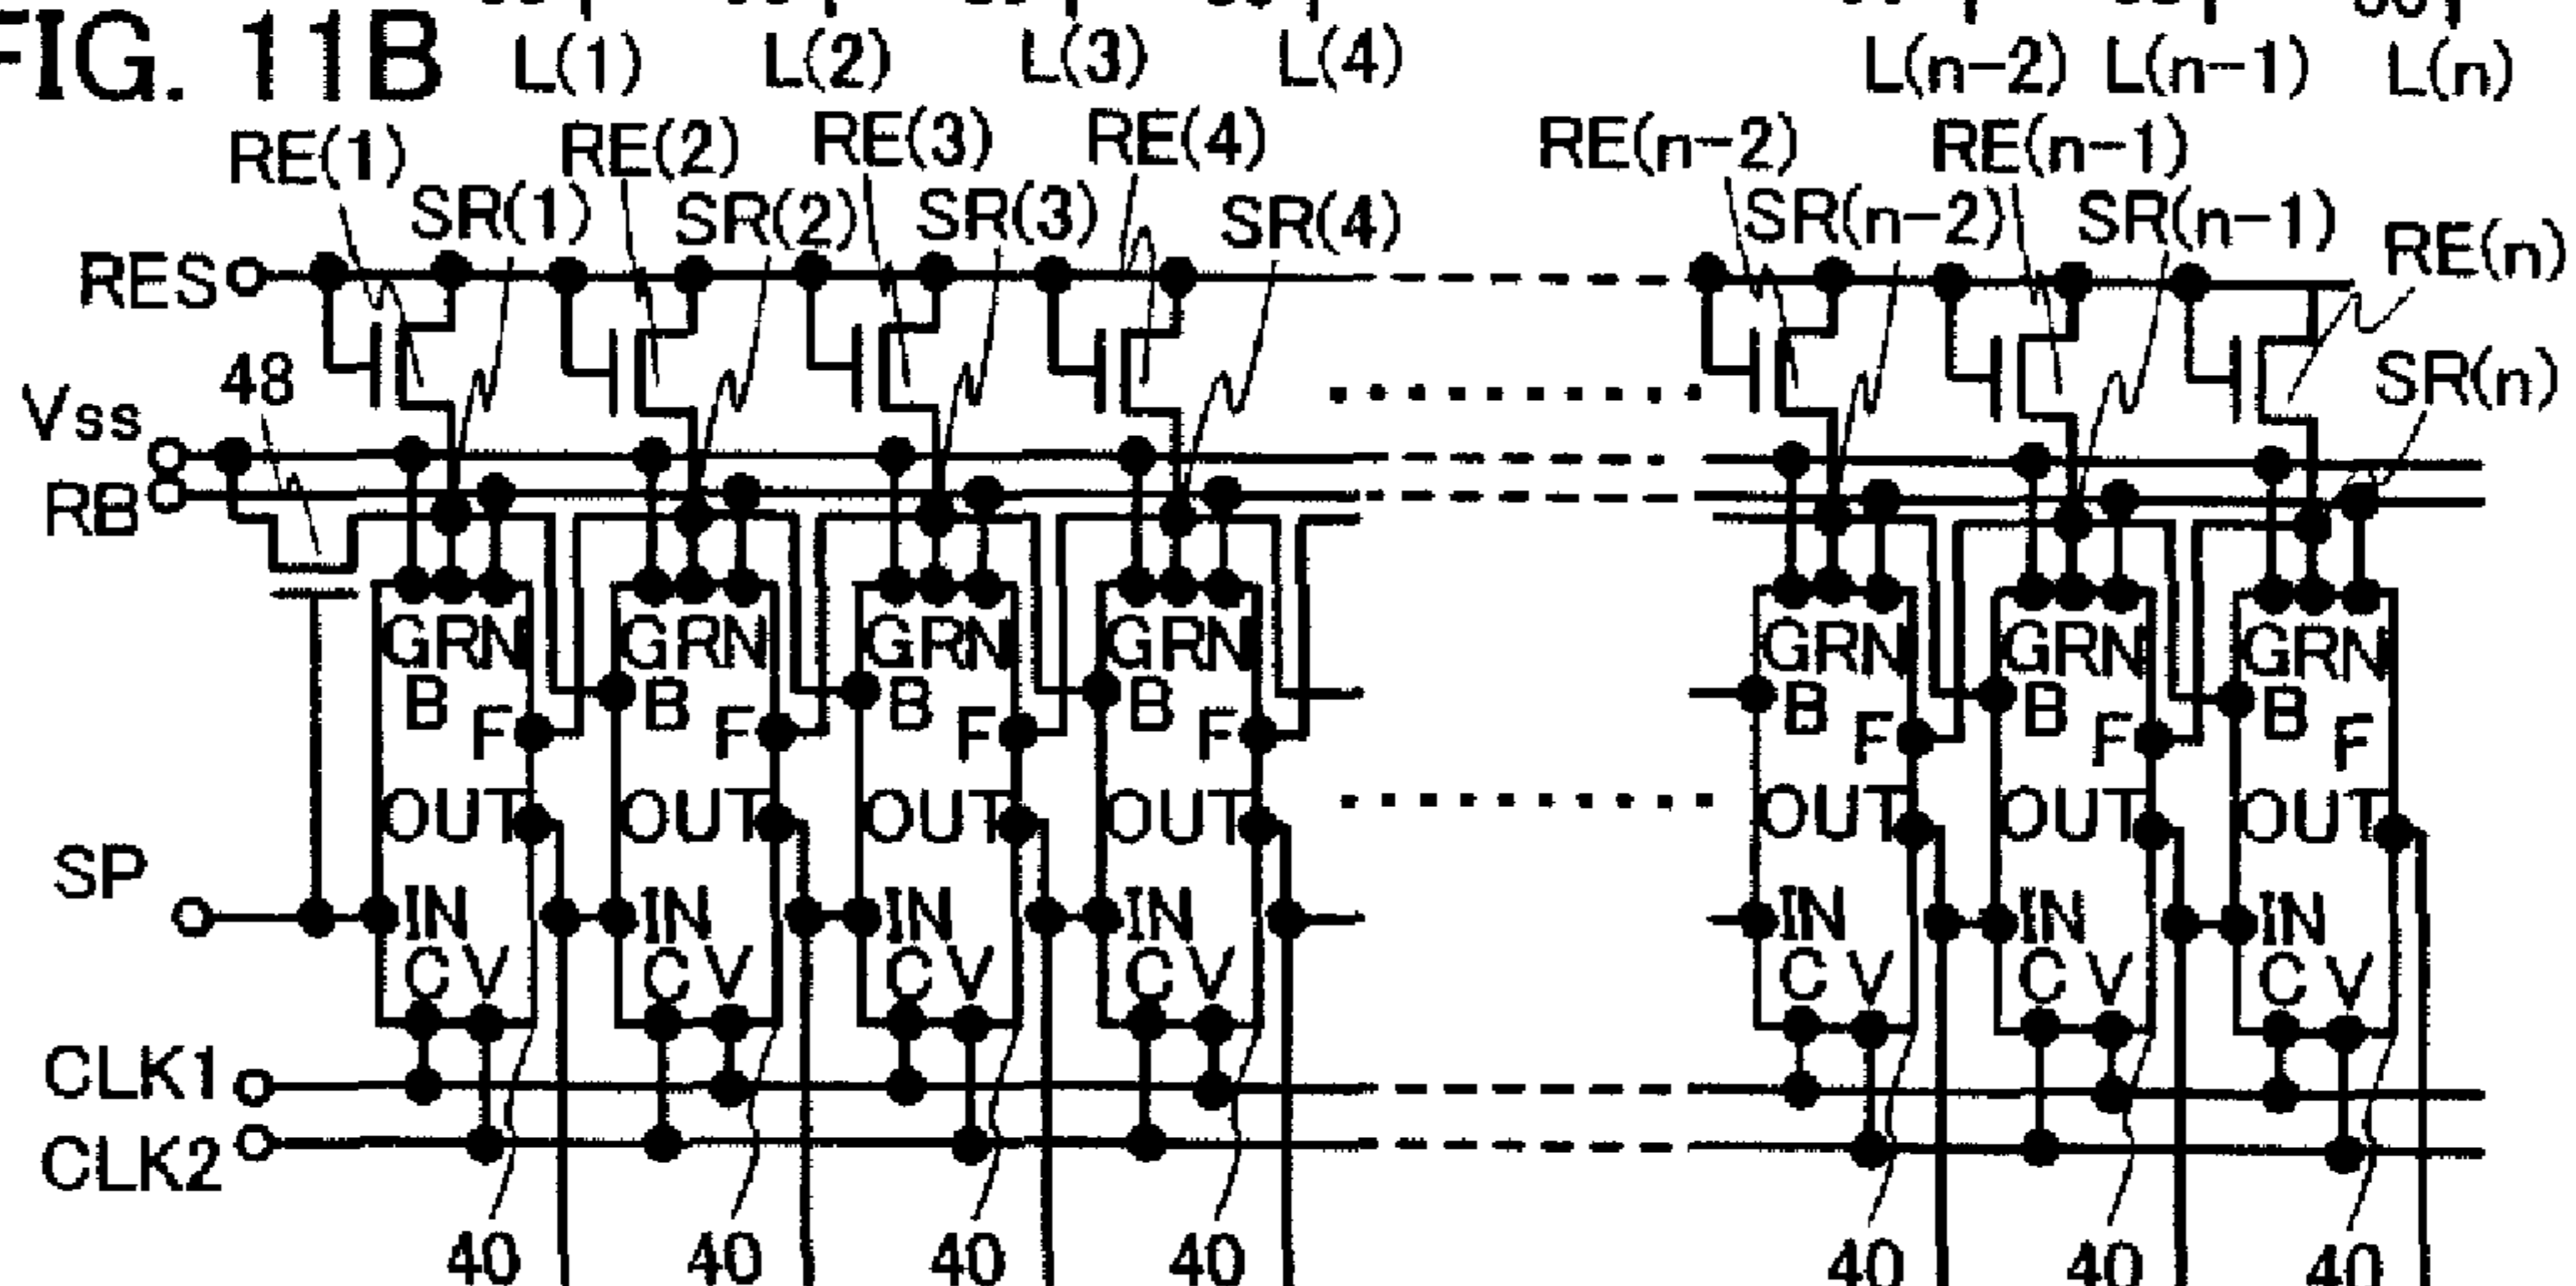 FIG. 11B
L(1) L(2) L(3) L(4) L(n-2) L(n-1) L(n)
RE(1) RE(2) RE(3) RE(4) RE(n-2) RE(n-1)
SR(1) SR(2) SR(3) SR(4) SR(n-2) SR(n-1) RE(n)
RES
48 SR(n)
Vss
RB
GRN GRN GRN GRN GRN GRN GRN
B B B B B B B
F F F F F F F
OUT OUT OUT OUT OUT OUT OUT
SP
IN IN IN IN IN IN IN
C V C V C V C V C V C V C V
CLK1
CLK2
40 40 40 40 40 40 40